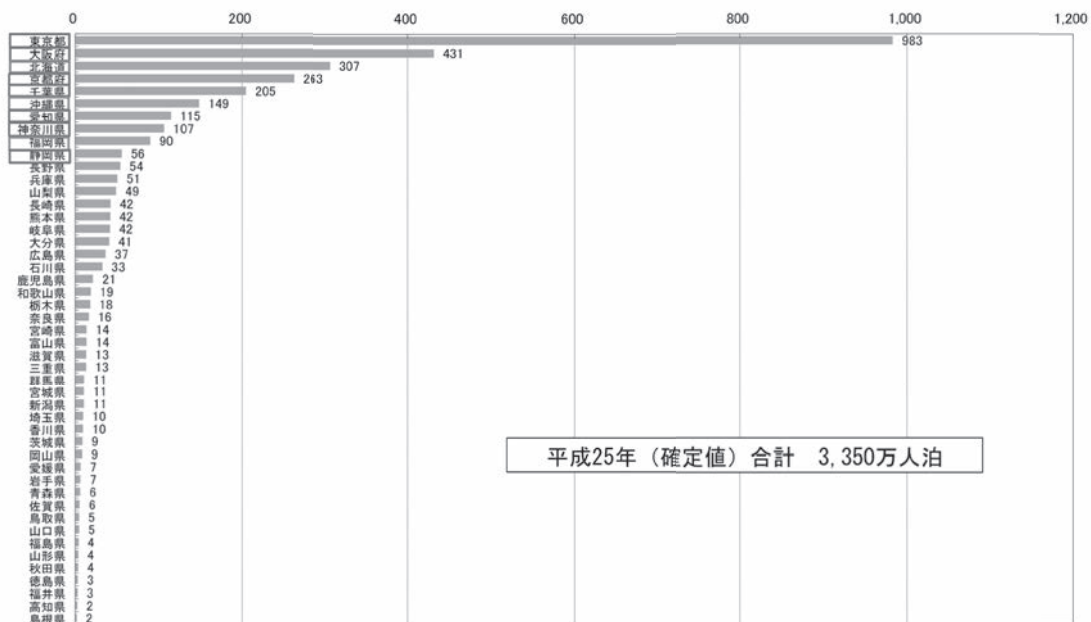 0 200 400 600 800 1,000 1,200
東京都 983
大阪府 431
北海道 307
京都府 263
千葉県 205
沖縄県 149
愛知県 115
神奈川県 107
福岡県 90
静岡県 56
長野県 54
兵庫県 51
山梨県 49
長崎県 42
熊本県 42
岐阜県 42
大分県 41
広島県 37
石川県 33
鹿児島県 21
和歌山県 19
栃木県 18
奈良県 16
宮崎県 14
富山県 14
滋賀県 13
三重県 13
群馬県 11
宮城県 11
新潟県 11
埼玉県 10
香川県 10
茨城県 9
岡山県 9
平成25年（確定値）合計　3,350万人泊
愛媛県 7
岩手県 7
青森県 6
佐賀県 6
鳥取県 5
山口県 5
福島県 4
山形県 4
秋田県 4
徳島県 3
福井県 3
高知県 2
島根県 2